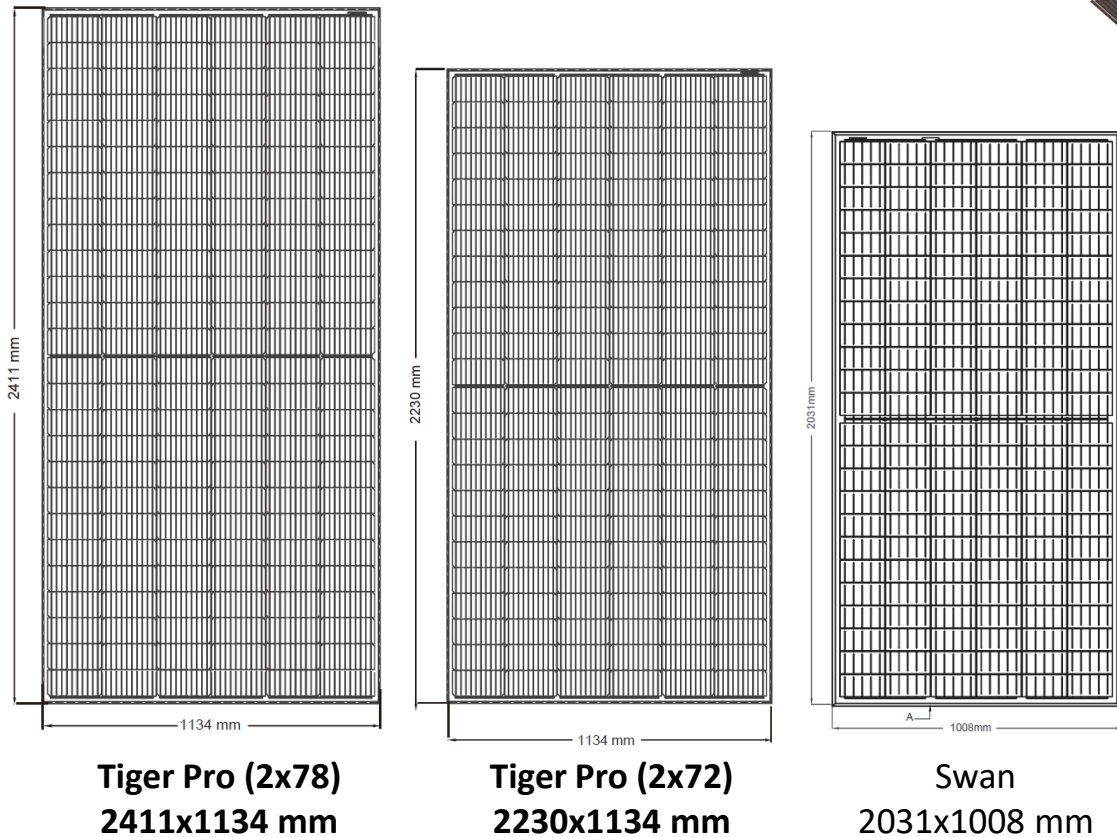 2411 mm
1134 mm
Tiger Pro (2x78)
2411x1134 mm
2230 mm
1134 mm
Tiger Pro (2x72)
2230x1134 mm
2031mm
A
1008mm
Swan
2031x1008 mm